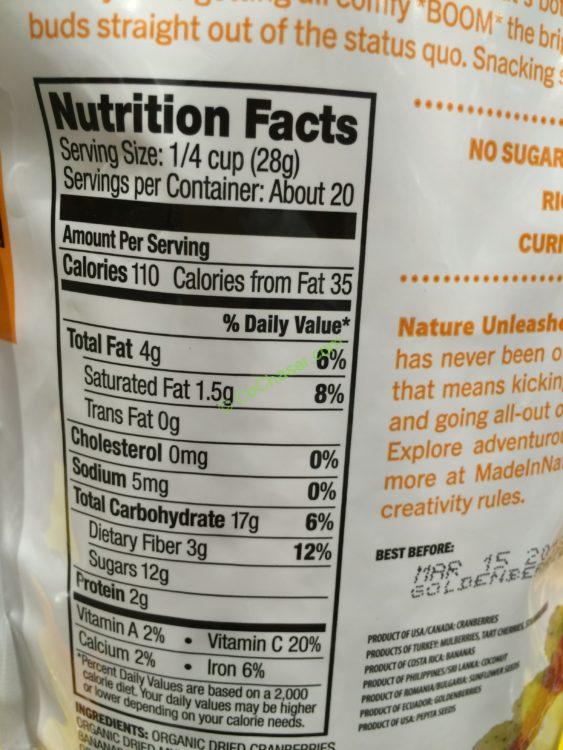 "BOOM" the
buds straight out of the status quo. Snacking
Nutrition Facts
Serving Size: 1/4 cup (28g)
Servings per Container: About 20
Amount Per Serving
Calories 110 Calories from Fat 35
% Daily Value*
Total Fat 4g 6%
Saturated Fat 1.5g 8%
Trans Fat 0g
Cholesterol 0mg 0%
Sodium 5mg 0%
Total Carbohydrate 17g 6%
Dietary Fiber 3g 12%
Sugars 12g
Protein 2g
Vitamin A 2% • Vitamin C 20%
Calcium 2% • Iron 6%
*Percent Daily Values are based on a 2,000
calorie diet. Your daily values may be higher
or lower depending on your calorie needs.
INGREDIENTS: ORGANIC DRIED CRANBERRIES
ORGANIC DRIED
NO SUGAR
Nature
has never been
that means
and going all-out
Explore
more at
creativity rules.
BEST BEFORE:
MAR 15
PRODUCT OF USA/CANADA: CRANBERRIES
PRODUCTS OF TURKEY: MULBERRIES, TART CHERRIES,
PRODUCT OF COSTA RICA: BANANAS
PRODUCT OF PHILIPPINES/SRI LANKA: COCONUT
PRODUCT OF ROMANIA/BULGARIA: SUNFLOWER SEEDS
PRODUCT OF ECUADOR: GOLDENBERRIES
PRODUCT OF USA: PEPITA SEEDS